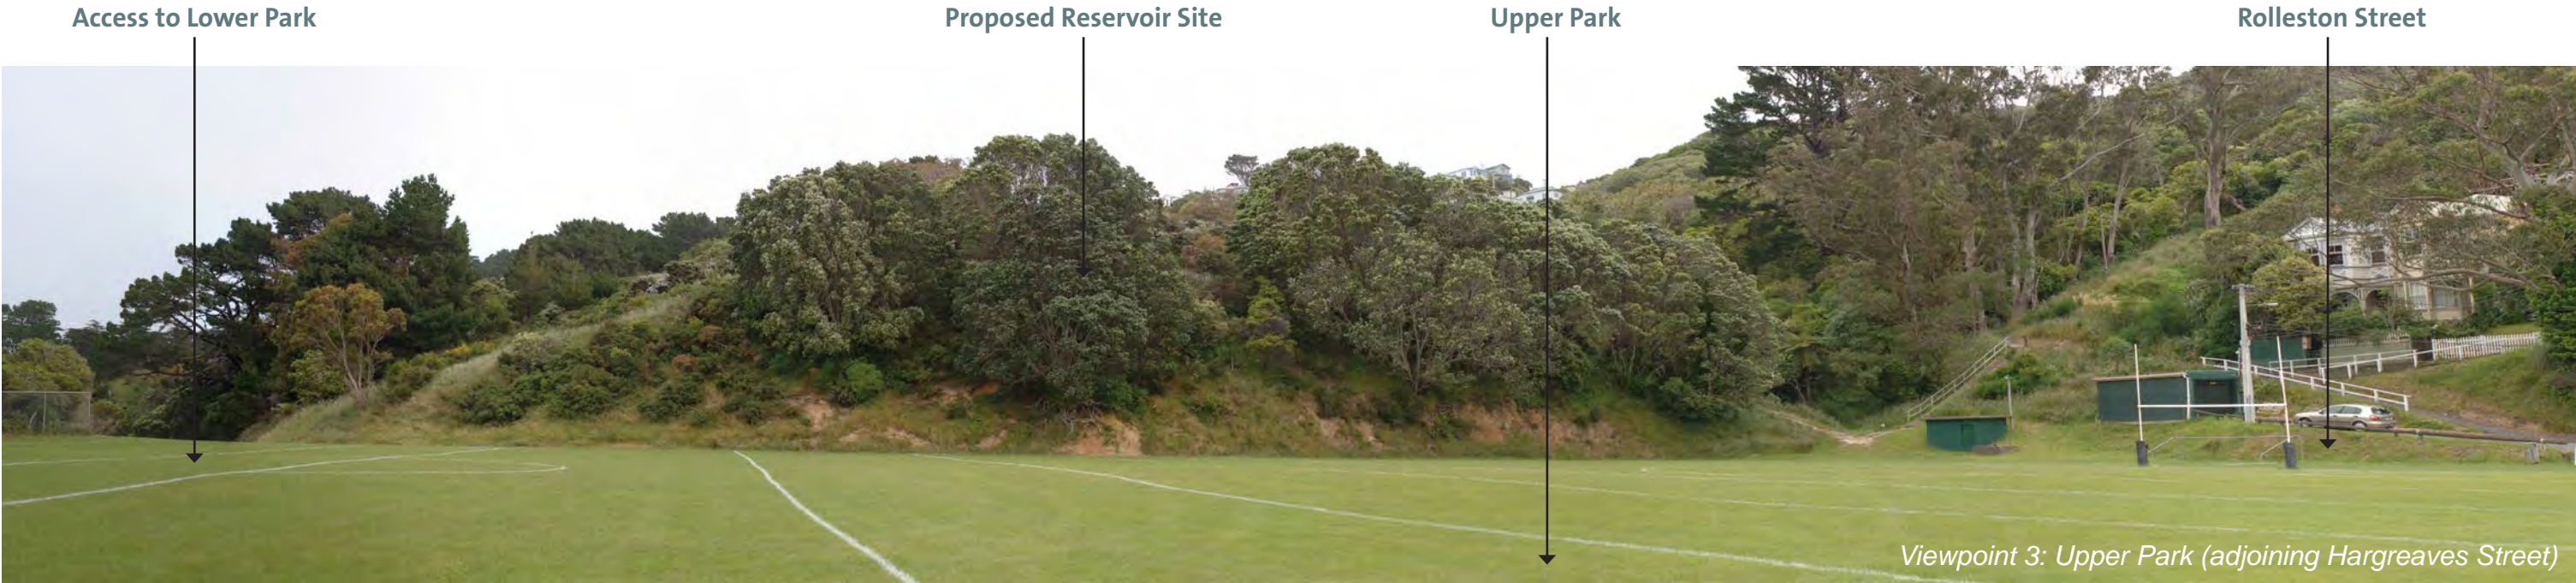 Access to Lower Park
Proposed Reservoir Site
Upper Park
Rolleston Street
Viewpoint 3: Upper Park (adjoining Hargreaves Street)